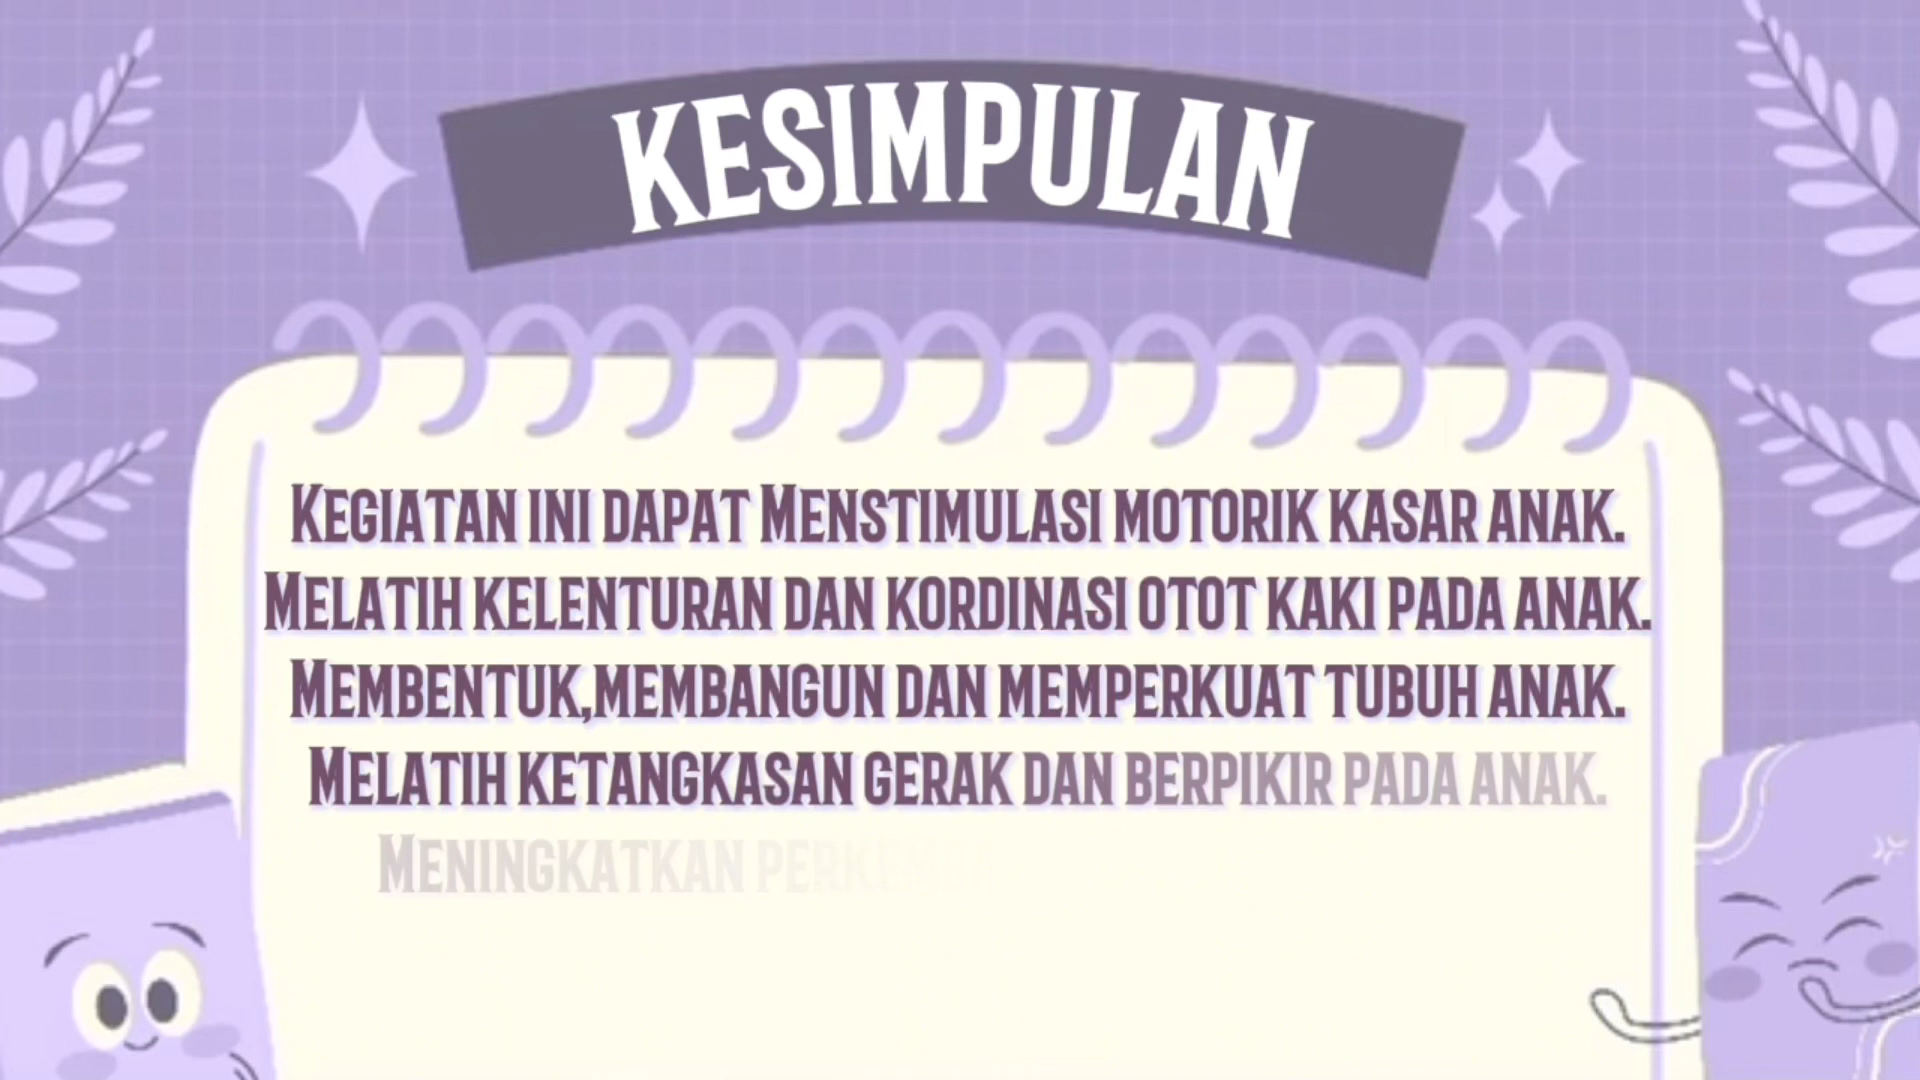 KESIMPULAN
KEGIATAN INI DAPAT MENSTIMULASI MOTORIK KASAR ANAK.
MELATIH KELENTURAN DAN KORDINASI OTOT KAKI PADA ANAK.
MEMBENTUK,MEMBANGUN DAN MEMPERKUAT TUBUH ANAK.
MELATIH KETANGKASAN GERAK DAN BERPIKIR PADA ANAK.
MENINGKATKAN